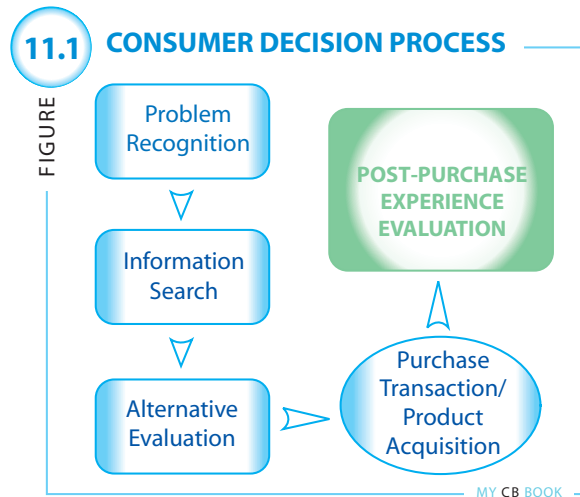 11.1
CONSUMER DECISION PROCESS
FIGURE
Problem
Recognition
Information
Search
Alternative
Evaluation
Purchase
Transaction/
Product
Acquisition
POST-PURCHASE
EXPERIENCE
EVALUATION
MY CB BOOK